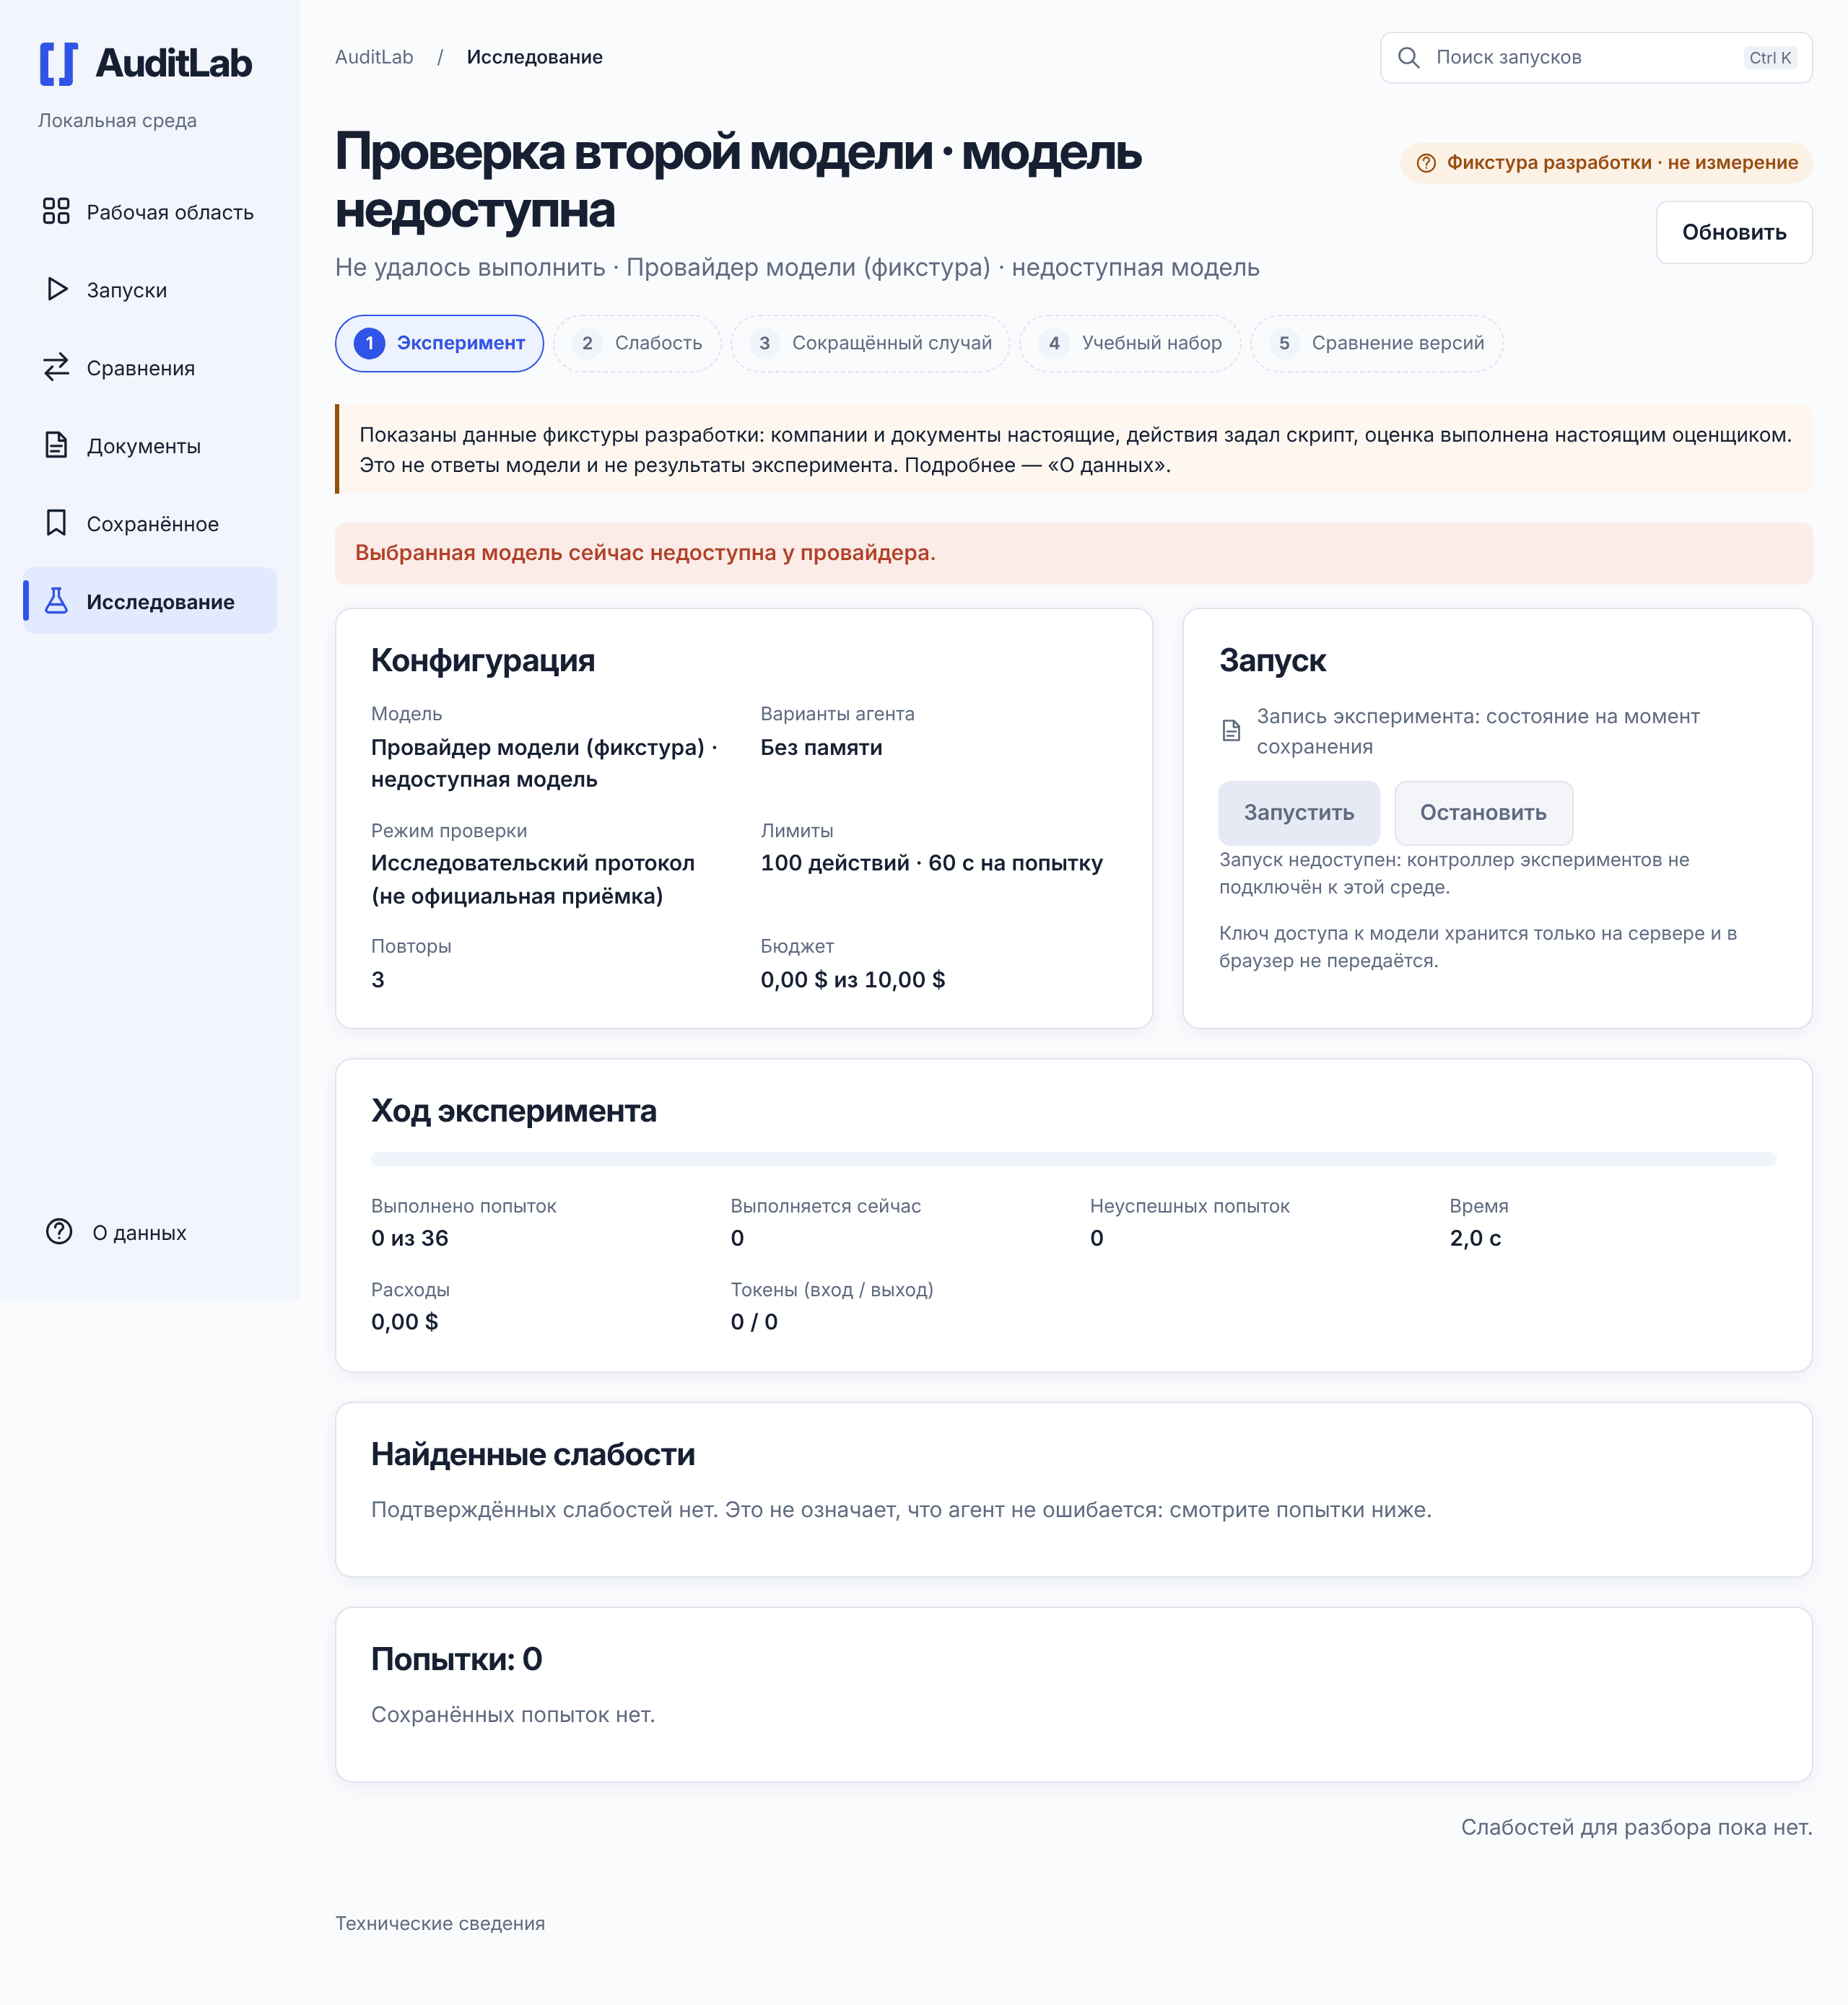 AuditLab
Локальная среда
Рабочая область
Запуски
Сравнения
Документы
Сохранённое
Исследование
О данных
AuditLab / Исследование
Поиск запусков Ctrl K
Проверка второй модели · модель
недоступна
Не удалось выполнить · Провайдер модели (фикстура) · недоступная модель
Фикстура разработки · не измерение
Обновить
1 Эксперимент 2 Слабость 3 Сокращённый случай 4 Учебный набор 5 Сравнение версий
Показаны данные фикстуры разработки: компании и документы настоящие, действия задал скрипт, оценка выполнена настоящим оценщиком.
Это не ответы модели и не результаты эксперимента. Подробнее — «О данных».
Выбранная модель сейчас недоступна у провайдера.
Конфигурация
Модель
Провайдер модели (фикстура) ·
недоступная модель
Варианты агента
Без памяти
Режим проверки
Исследовательский протокол
(не официальная приёмка)
Лимиты
100 действий · 60 с на попытку
Повторы
3
Бюджет
0,00 $ из 10,00 $
Запуск
Запись эксперимента: состояние на момент
сохранения
Запустить Остановить
Запуск недоступен: контроллер экспериментов не
подключён к этой среде.
Ключ доступа к модели хранится только на сервере и в
браузер не передаётся.
Ход эксперимента
Выполнено попыток
0 из 36
Выполняется сейчас
0
Неуспешных попыток
0
Время
2,0 с
Расходы
0,00 $
Токены (вход / выход)
0 / 0
Найденные слабости
Подтверждённых слабостей нет. Это не означает, что агент не ошибается: смотрите попытки ниже.
Попытки: 0
Сохранённых попыток нет.
Слабостей для разбора пока нет.
Технические сведения